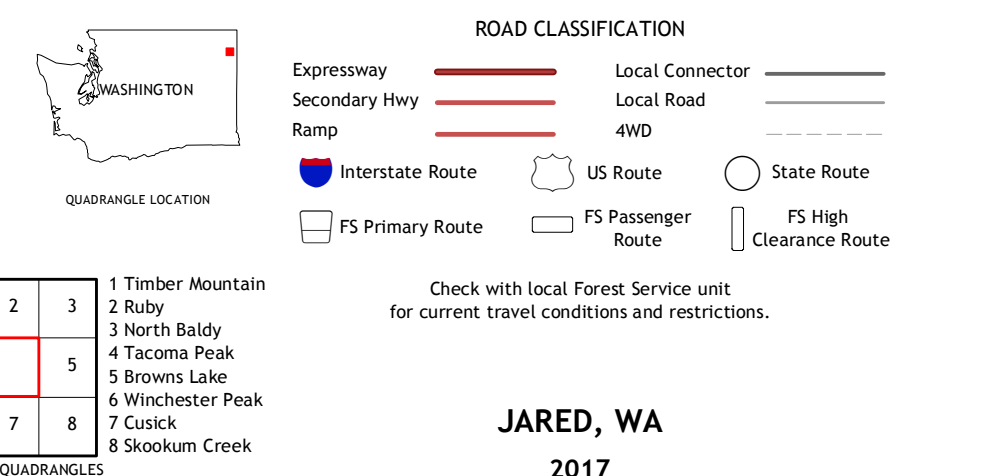 WASHINGTON
QUADRANGLE LOCATION
ROAD CLASSIFICATION
Expressway
Local Connector
Secondary Hwy
Local Road
Ramp
4WD
Interstate Route
US Route
State Route
FS Primary Route
FS Passenger
Route
FS High
Clearance Route
Check with local Forest Service unit
for current travel conditions and restrictions.
2
3
5
7
8
1 Timber Mountain
2 Ruby
3 North Baldy
4 Tacoma Peak
5 Browns Lake
6 Winchester Peak
7 Cusick
8 Skookum Creek
QUADRANGLES
JARED, WA
2017